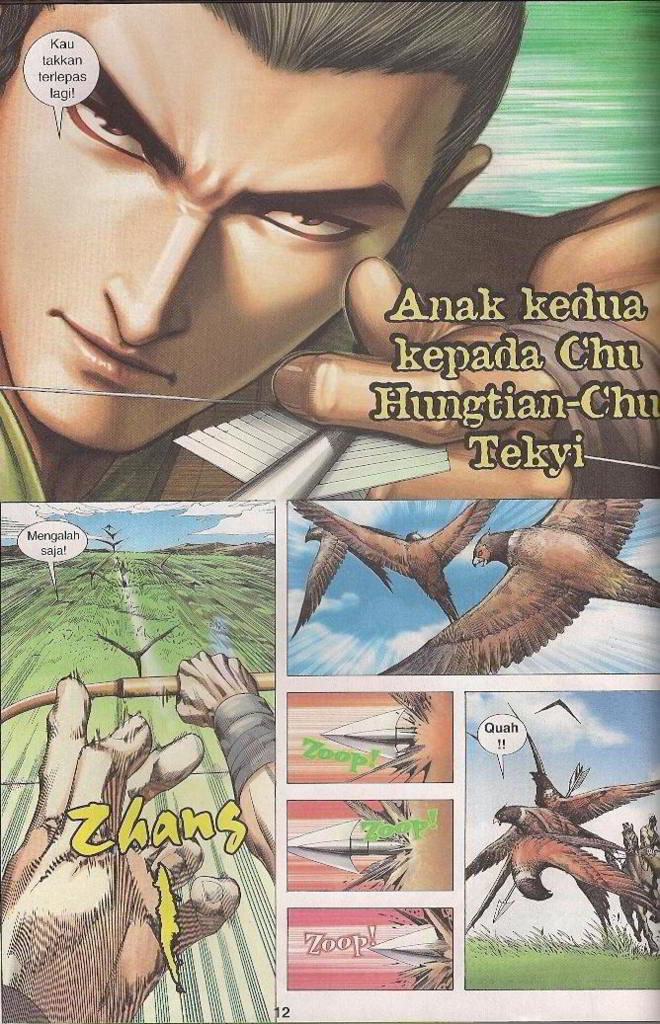 Kau
takkan
terlepas
lagi!
Anak kedua
kepada Chu
Hungtian-Chu
Tekyi
Mengalah
saja!
Zhang
!
Zoop!
Zoop!
Zoop!
Quah
!!
12